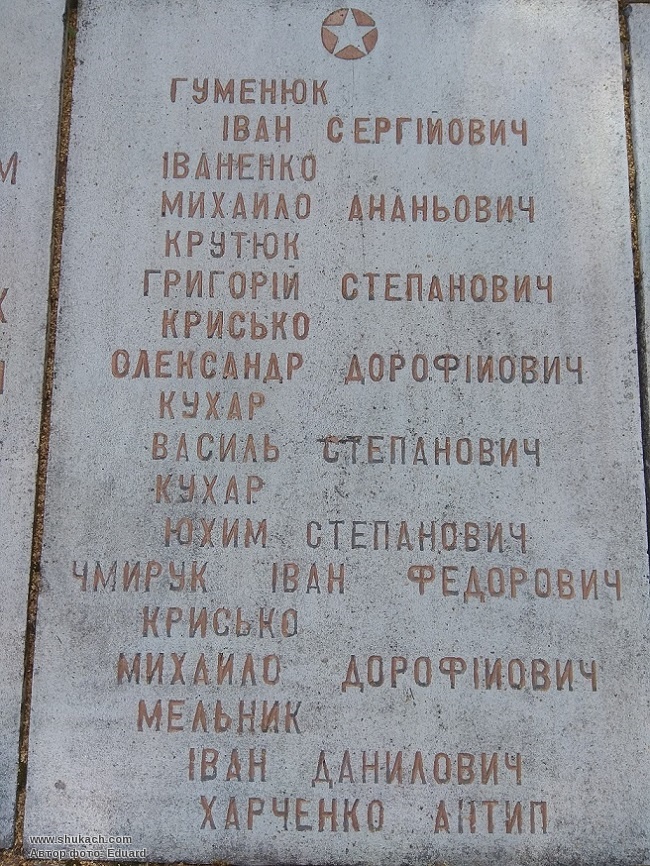 ГУМЕНЮК
ІВАН СЕРГІЙОВИЧ
ІВАНЕНКО
МИХАИЛО АНАНЬОВИЧ
КРУТЮК
ГРИГОРІЙ СТЕПАНОВИЧ
КРИСЬКО
ОЛЕКСАНДР ДОРОФІЙОВИЧ
КУХАР
ВАСИЛЬ СТЕПАНОВИЧ
КУХАР
ЮХИМ СТЕПАНОВИЧ
ЧМИРУК ІВАН ФЕДОРОВИЧ
КРИСЬКО
МИХАИЛО ДОРОФІЙОВИЧ
МЕЛЬНИК
ІВАН ДАНИЛОВИЧ
ХАРЧЕНКО АНТИП
www.shukach.com
Автор фото: Eduard